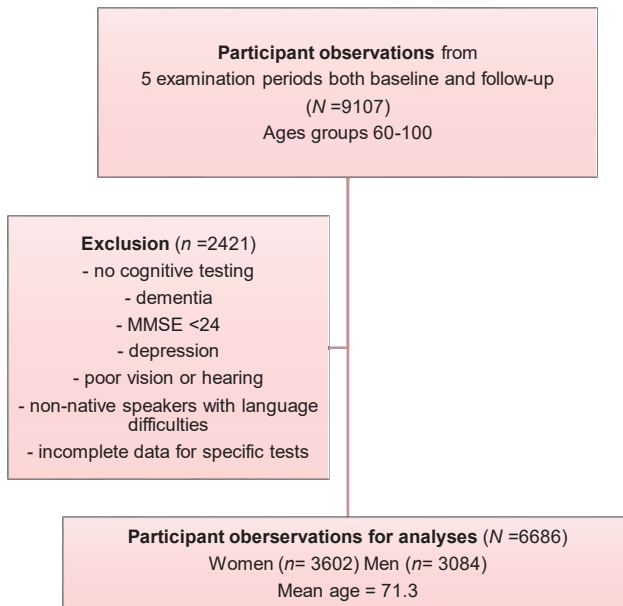 Participant observations from
5 examination periods both baseline and follow-up
(N =9107)
Ages groups 60-100
Exclusion (n =2421)
- no cognitive testing
- dementia
- MMSE <24
- depression
- poor vision or hearing
- non-native speakers with language
difficulties
- incomplete data for specific tests
Participant oberservations for analyses (N =6686)
Women (n= 3602) Men (n= 3084)
Mean age = 71.3